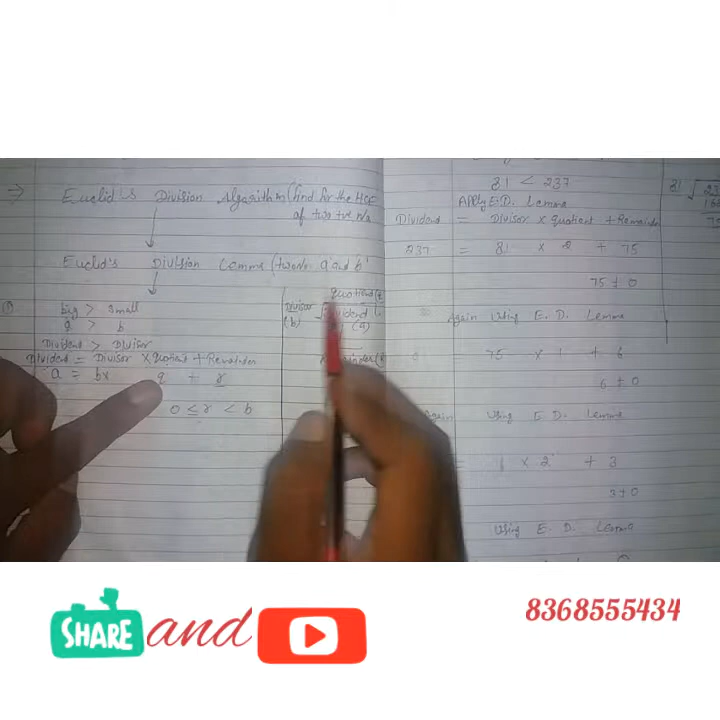 Euclid's Division Algorithm (find for the HCF
of two +ve No
Euclid's Division Lemma (two No a and b
①
big > small
a > b
Dividend > Divisor
Dividend = Divisor × quotient + Remainder
a = b× q + r
0 ≤ r < b
quotient (q
Divisor Dividend
(b) (a)
81 < 237
Apply E.D. Lemma
Dividend = Divisor × quotient + Remainder
237 = 81 × 2 + 75
75 ≠ 0
Again Using E. D. Lemma
= 75 × 1 + 6
6 ≠ 0
Again Using E D. Lemma
= × 2 + 3
3 ≠ 0
Using E. D. Lemma
81
SHARE and
8368555434